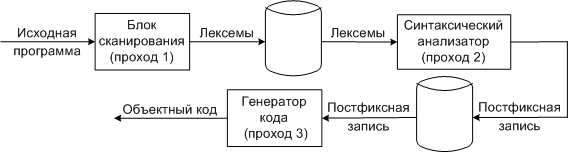 Исходная
программа
Блок
сканирования
(проход 1)
Лексемы
Лексемы
Синтаксический
анализатор
(проход 2)
Объектный код
Генератор
кода
(проход 3)
Постфиксная
запись
Постфиксная
запись